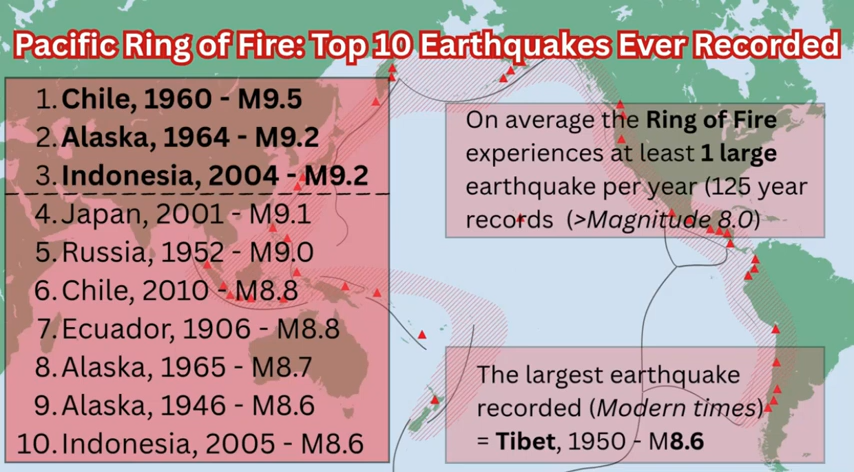 Pacific Ring of Fire: Top 10 Earthquakes Ever Recorded
1. Chile, 1960 - M9.5
2. Alaska, 1964 - M9.2
3. Indonesia, 2004 - M9.2
4. Japan, 2001 - M9.1
5. Russia, 1952 - M9.0
6. Chile, 2010 - M8.8
7. Ecuador, 1906 - M8.8
8. Alaska, 1965 - M8.7
9. Alaska, 1946 - M8.6
10. Indonesia, 2005 - M8.6
On average the Ring of Fire
experiences at least 1 large
earthquake per year (125 year
records (>Magnitude 8.0)
The largest earthquake
recorded (Modern times)
= Tibet, 1950 - M8.6